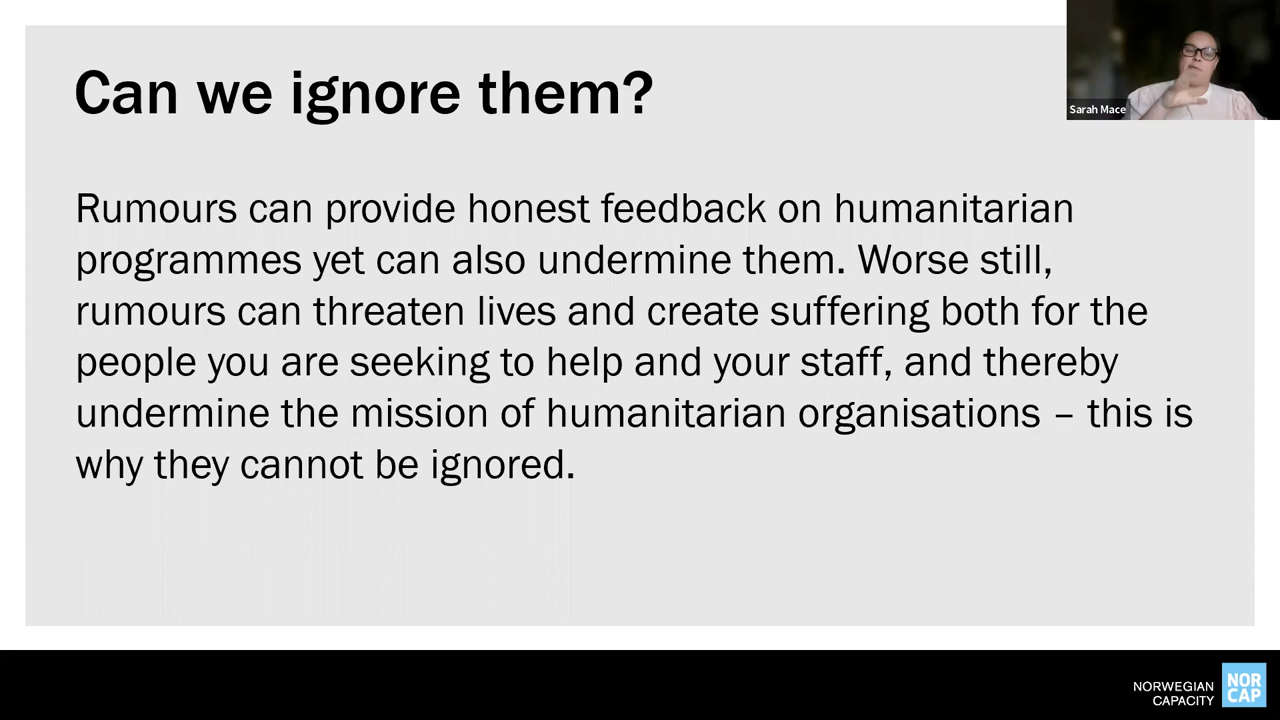 Can we ignore them?
Sarah Mace
Rumours can provide honest feedback on humanitarian
programmes yet can also undermine them. Worse still,
rumours can threaten lives and create suffering both for the
people you are seeking to help and your staff, and thereby
undermine the mission of humanitarian organisations – this is
why they cannot be ignored.
NORWEGIAN
CAPACITY
NOR
CAP